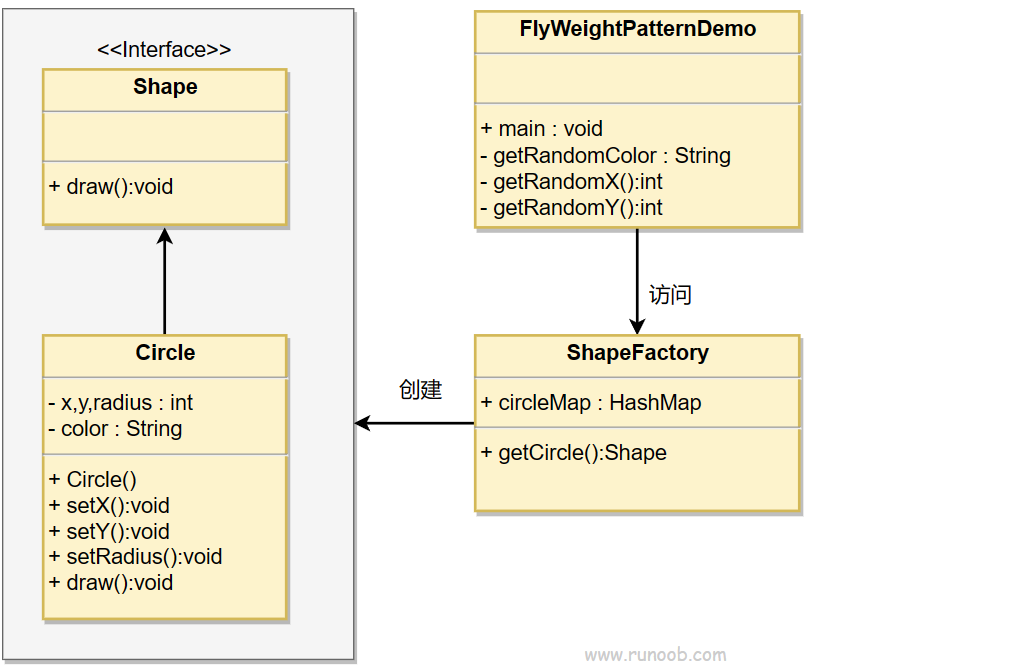 <<Interface>>
Shape
+ draw():void
Circle
- x,y,radius : int
- color : String
+ Circle()
+ setX():void
+ setY():void
+ setRadius():void
+ draw():void
FlyWeightPatternDemo
+ main : void
- getRandomColor : String
- getRandomX():int
- getRandomY():int
访问
创建
ShapeFactory
+ circleMap : HashMap
+ getCircle():Shape
www.runoob.com